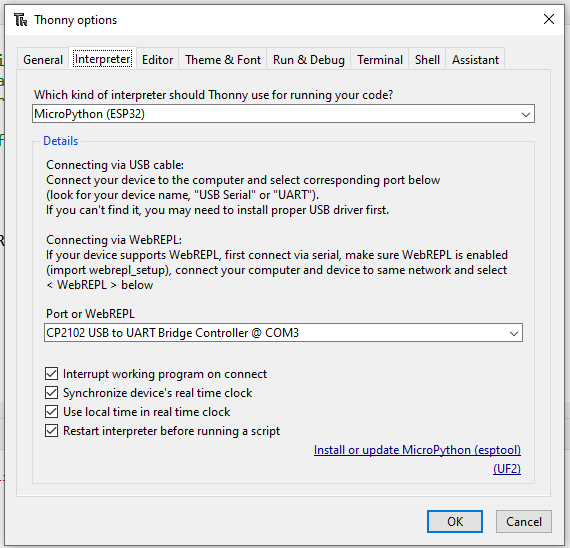 Thonny options
General Interpreter Editor Theme & Font Run & Debug Terminal Shell Assistant
Which kind of interpreter should Thonny use for running your code?
MicroPython (ESP32)
Details
Connecting via USB cable:
Connect your device to the computer and select corresponding port below
(look for your device name, "USB Serial" or "UART").
If you can't find it, you may need to install proper USB driver first.
Connecting via WebREPL:
If your device supports WebREPL, first connect via serial, make sure WebREPL is enabled
(import webrepl_setup), connect your computer and device to same network and select
< WebREPL > below
Port or WebREPL
CP2102 USB to UART Bridge Controller @ COM3
Interrupt working program on connect
Synchronize device's real time clock
Use local time in real time clock
Restart interpreter before running a script
Install or update MicroPython (esptool)
(UF2)
OK Cancel